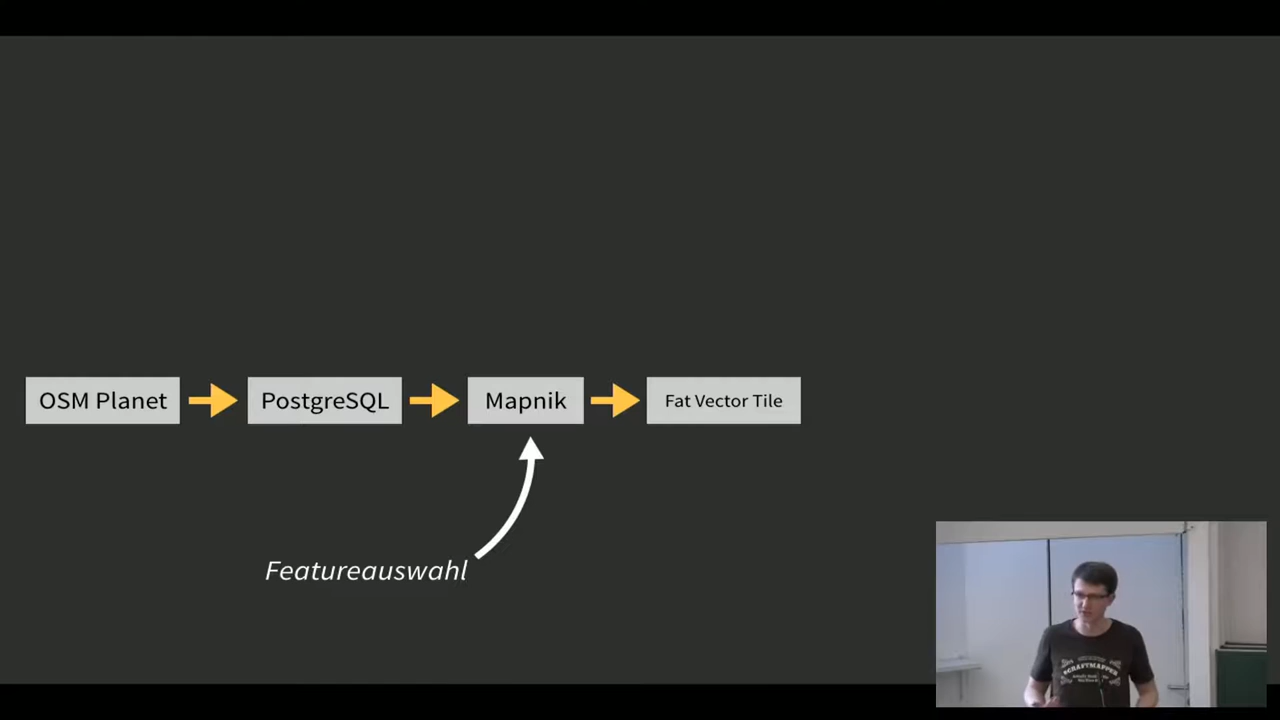 OSM Planet
PostgreSQL
Mapnik
Fat Vector Tile
Featureauswahl